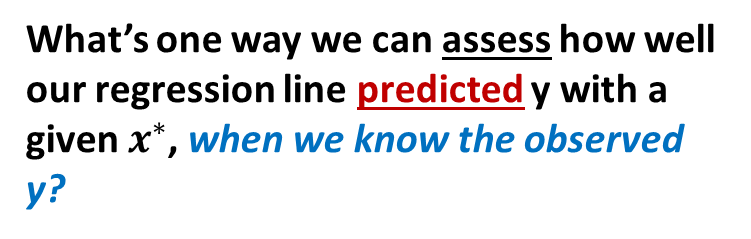 What's one way we can assess how well
our regression line predicted y with a
given x*, when we know the observed
y?